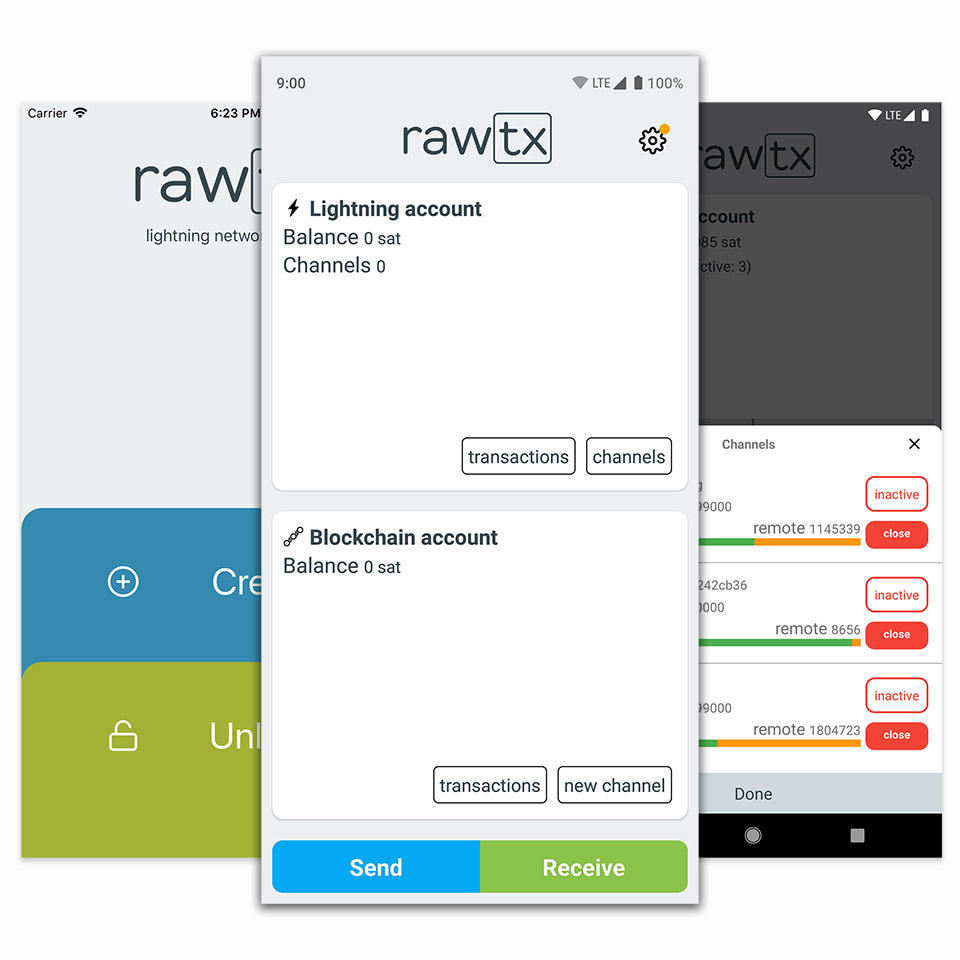 Carrier
6:23 PM
raw
lightning netwo
Cre
Unl
9:00
LTE
100%
rawtx
Lightning account
Balance 0 sat
Channels 0
transactions
channels
Blockchain account
Balance 0 sat
transactions
new channel
Send
Receive
LTE
rawtx
ccount
85 sat
ctive: 3)
Channels
inactive
99000
remote 1145339
close
242cb36
inactive
0000
remote 8656
close
inactive
99000
remote 1804723
close
Done